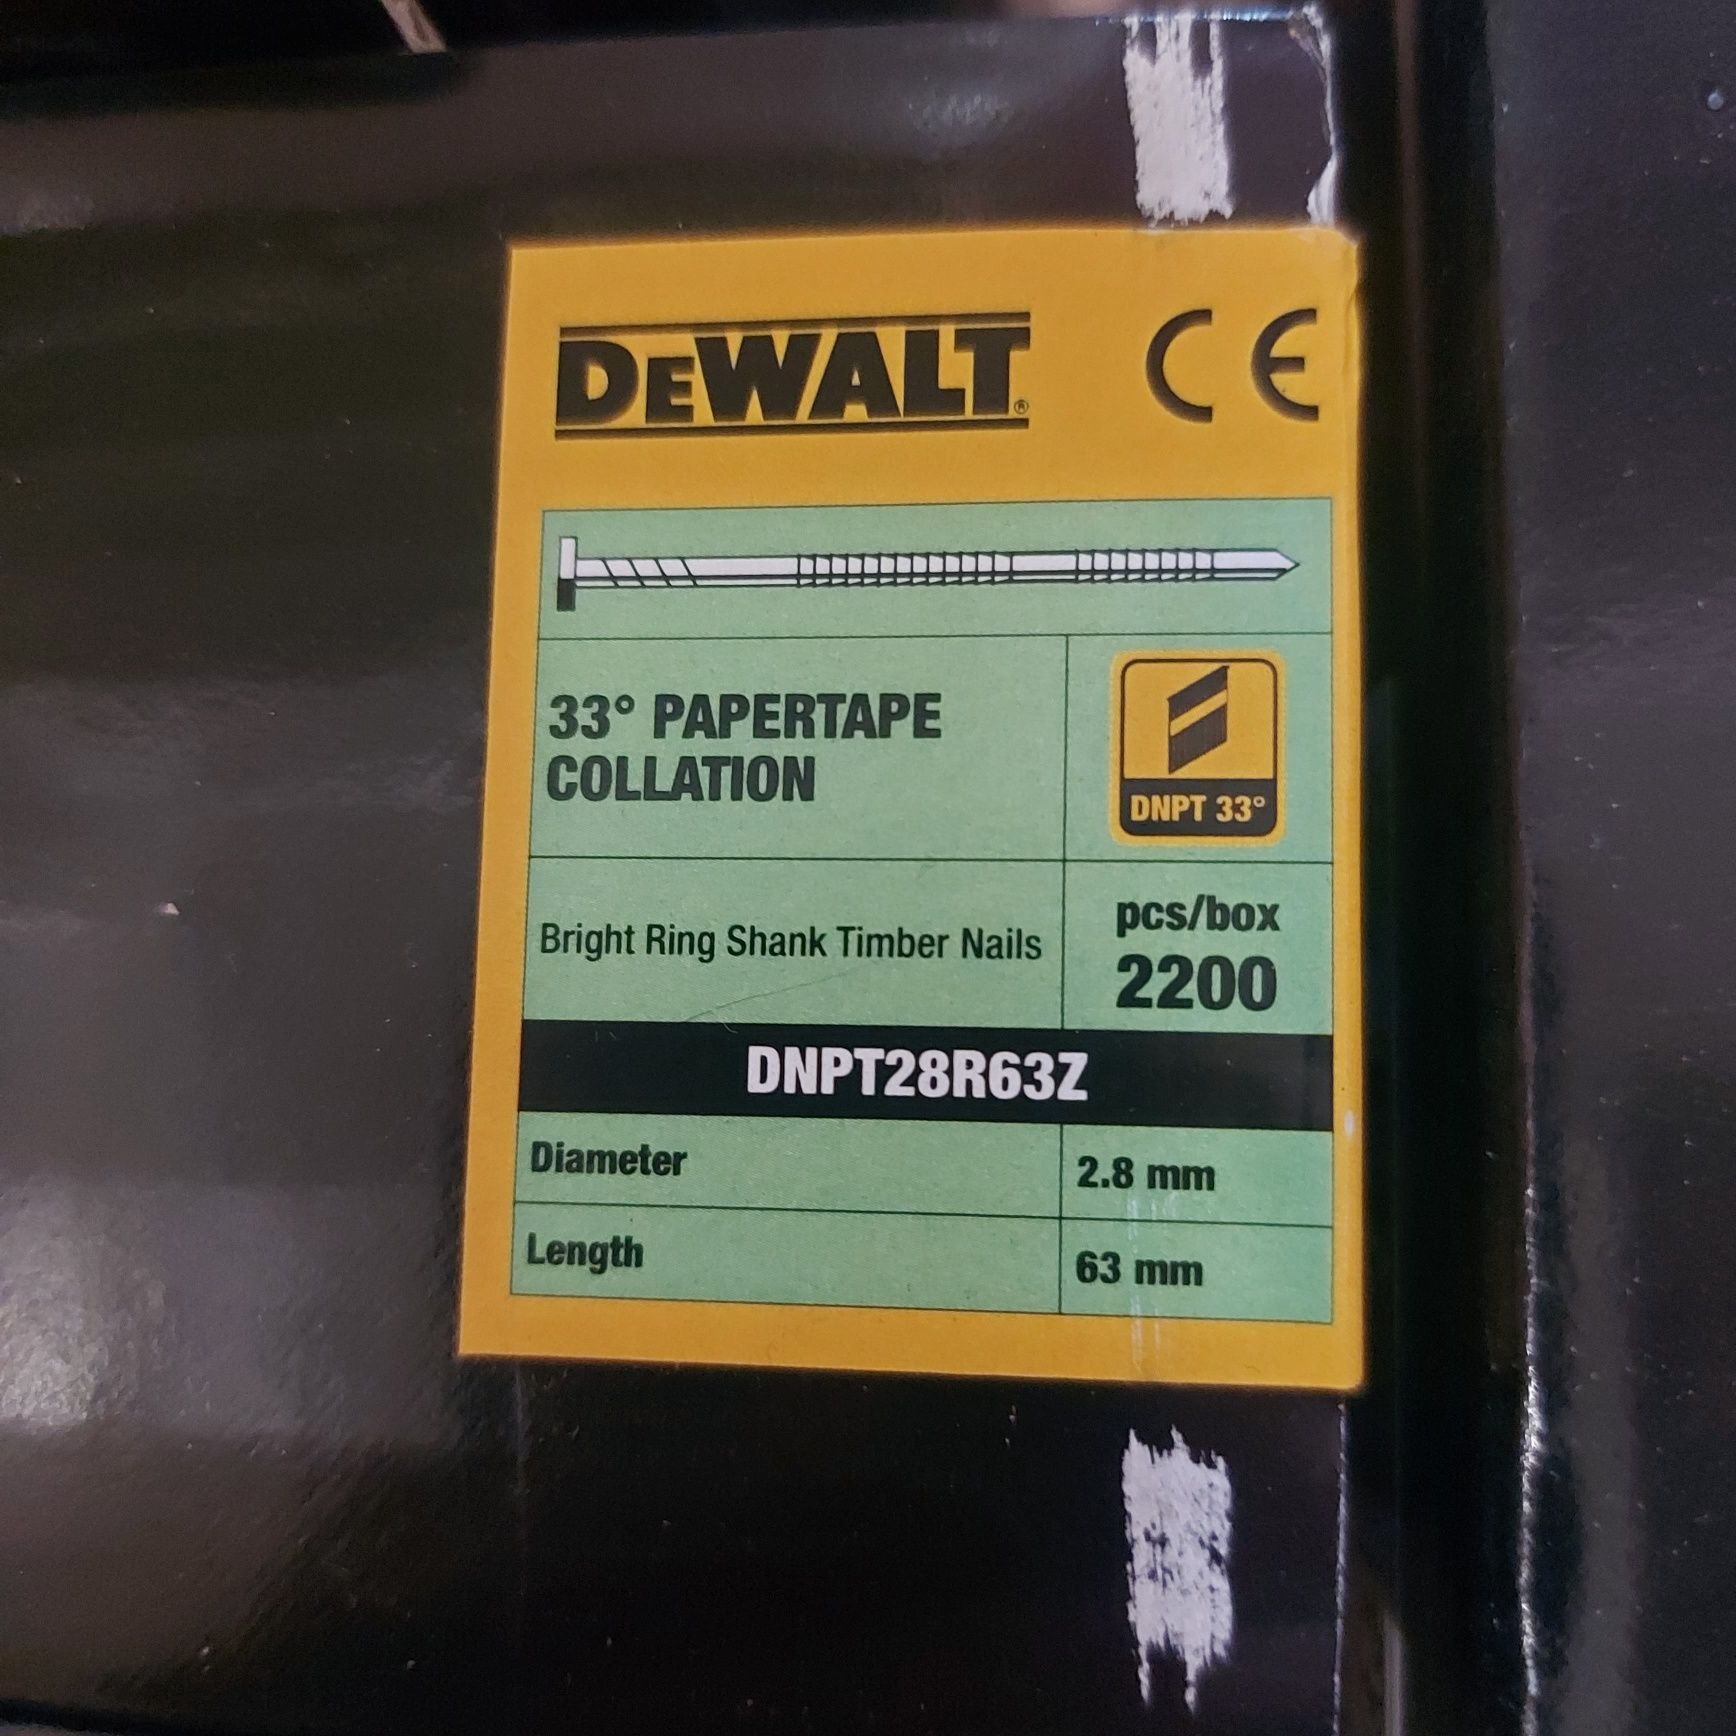 DEWALT®
CE
33° PAPERTAPE
COLLATION
DNPT 33°
Bright Ring Shank Timber Nails
pcs/box
2200
DNPT28R63Z
Diameter
2.8 mm
Length
63 mm